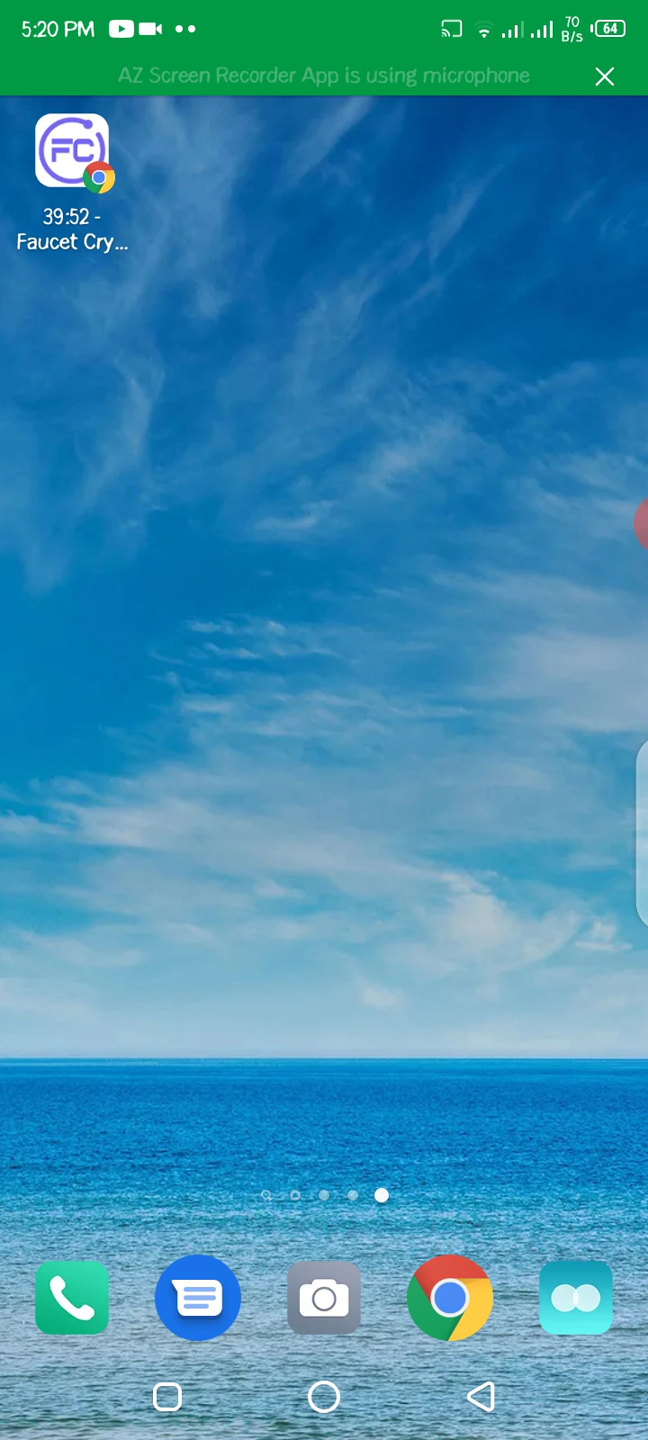 5:20 PM
70
B/s
64
AZ Screen Recorder App is using microphone
FC
39:52 -
Faucet Cry...